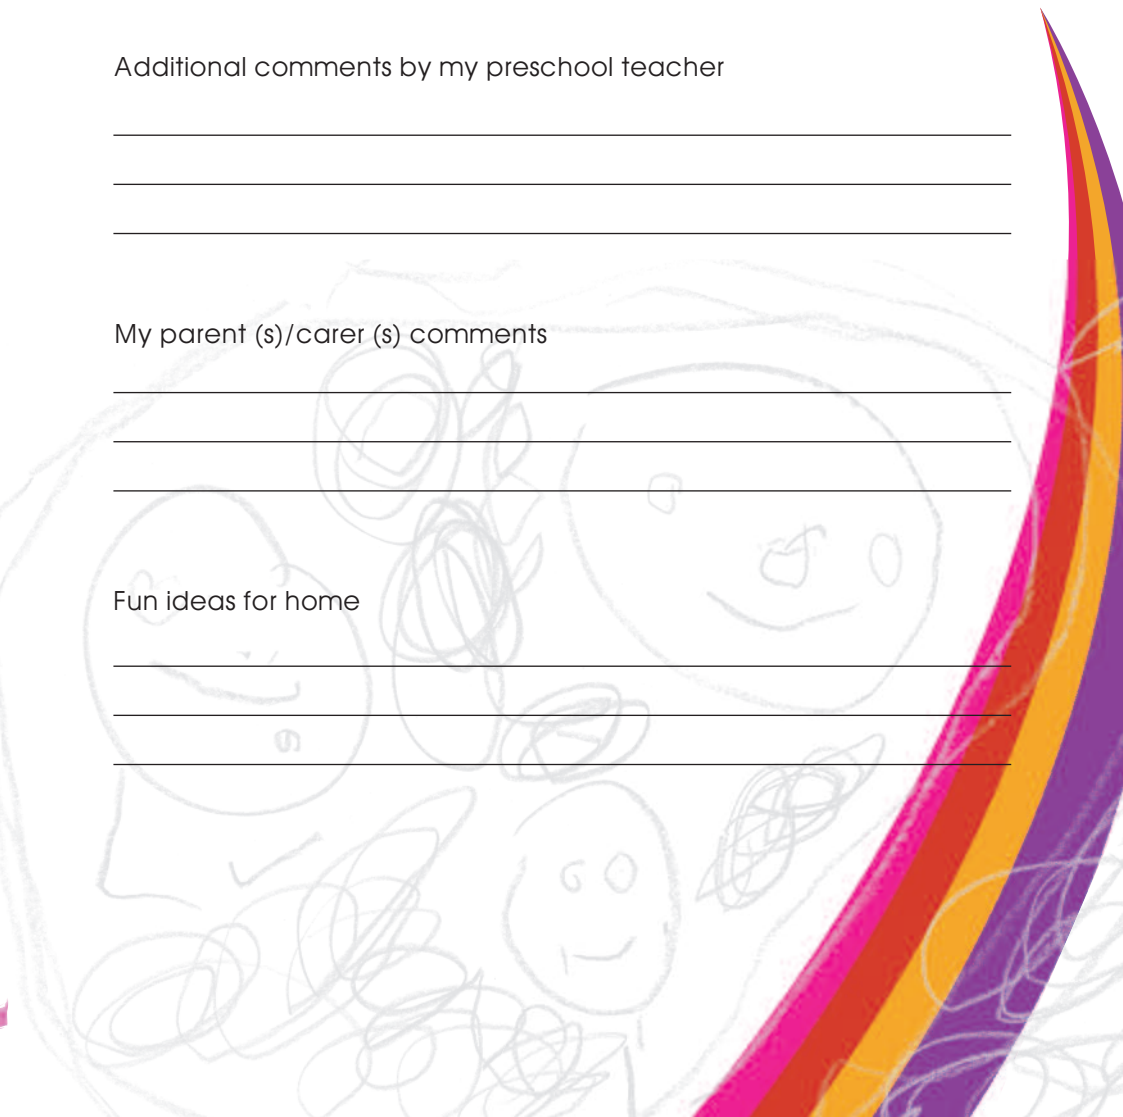 Additional comments by my preschool teacher
My parent (s)/carer (s) comments
Fun ideas for home